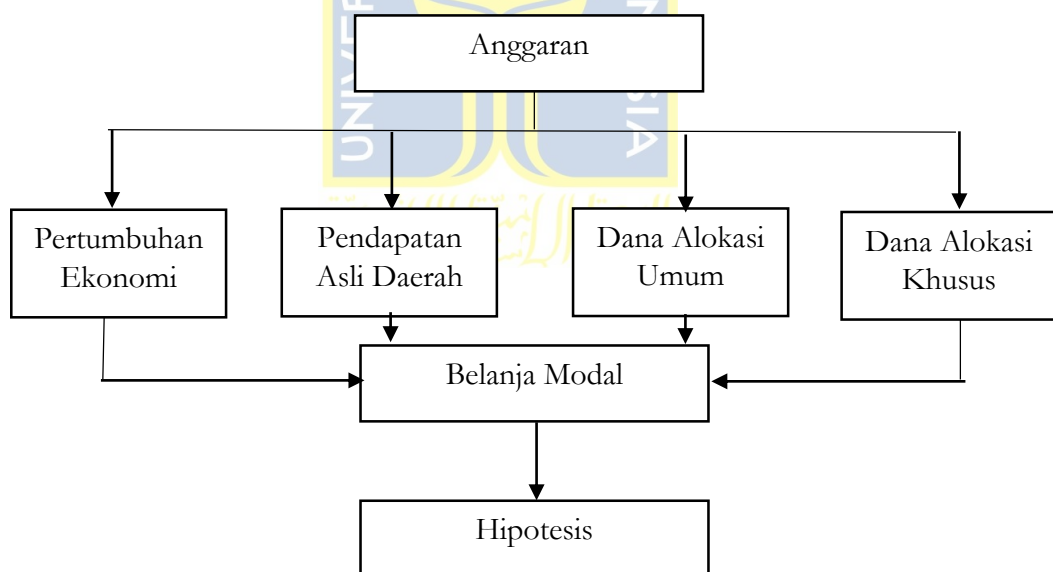 Anggaran
Pertumbuhan
Ekonomi
Pendapatan
Asli Daerah
Dana Alokasi
Umum
Dana Alokasi
Khusus
Belanja Modal
Hipotesis